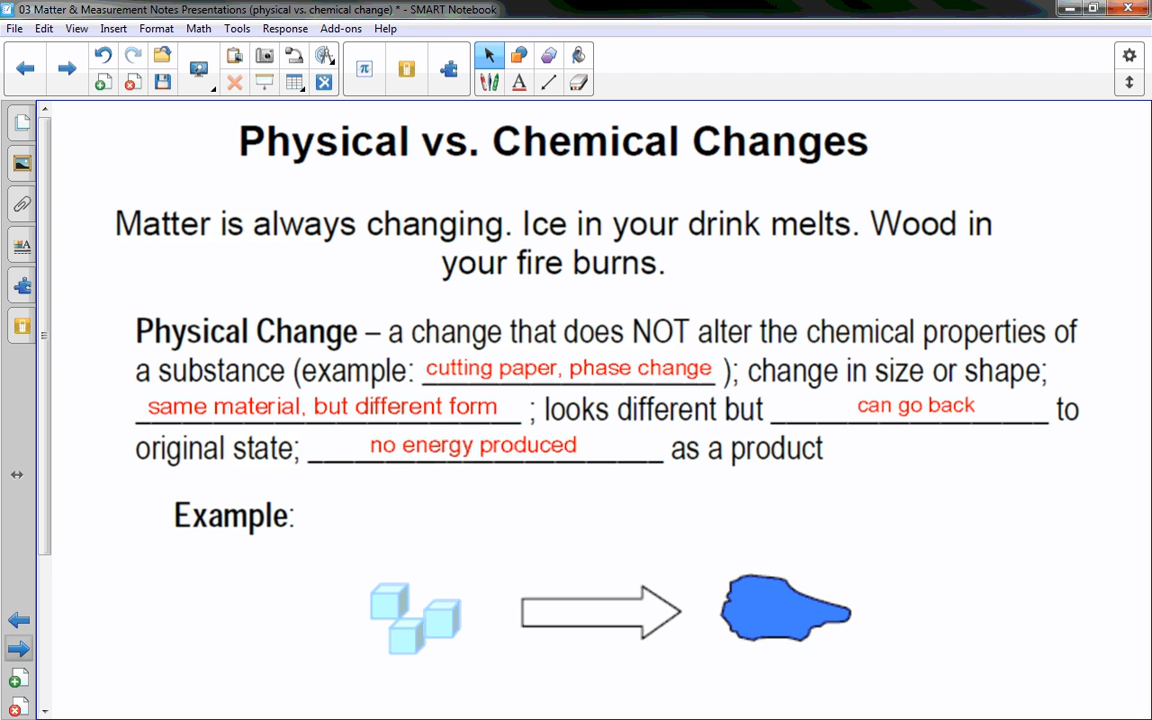 03 Matter & Measurement Notes Presentations (physical vs. chemical change) * - SMART Notebook
File Edit View Insert Format Math Tools Response Add-ons Help
π
A
Physical vs. Chemical Changes
Matter is always changing. Ice in your drink melts. Wood in
your fire burns.
Physical Change – a change that does NOT alter the chemical properties of
a substance (example: cutting paper, phase change ); change in size or shape;
same material, but different form ; looks different but can go back to
original state; no energy produced as a product
Example: